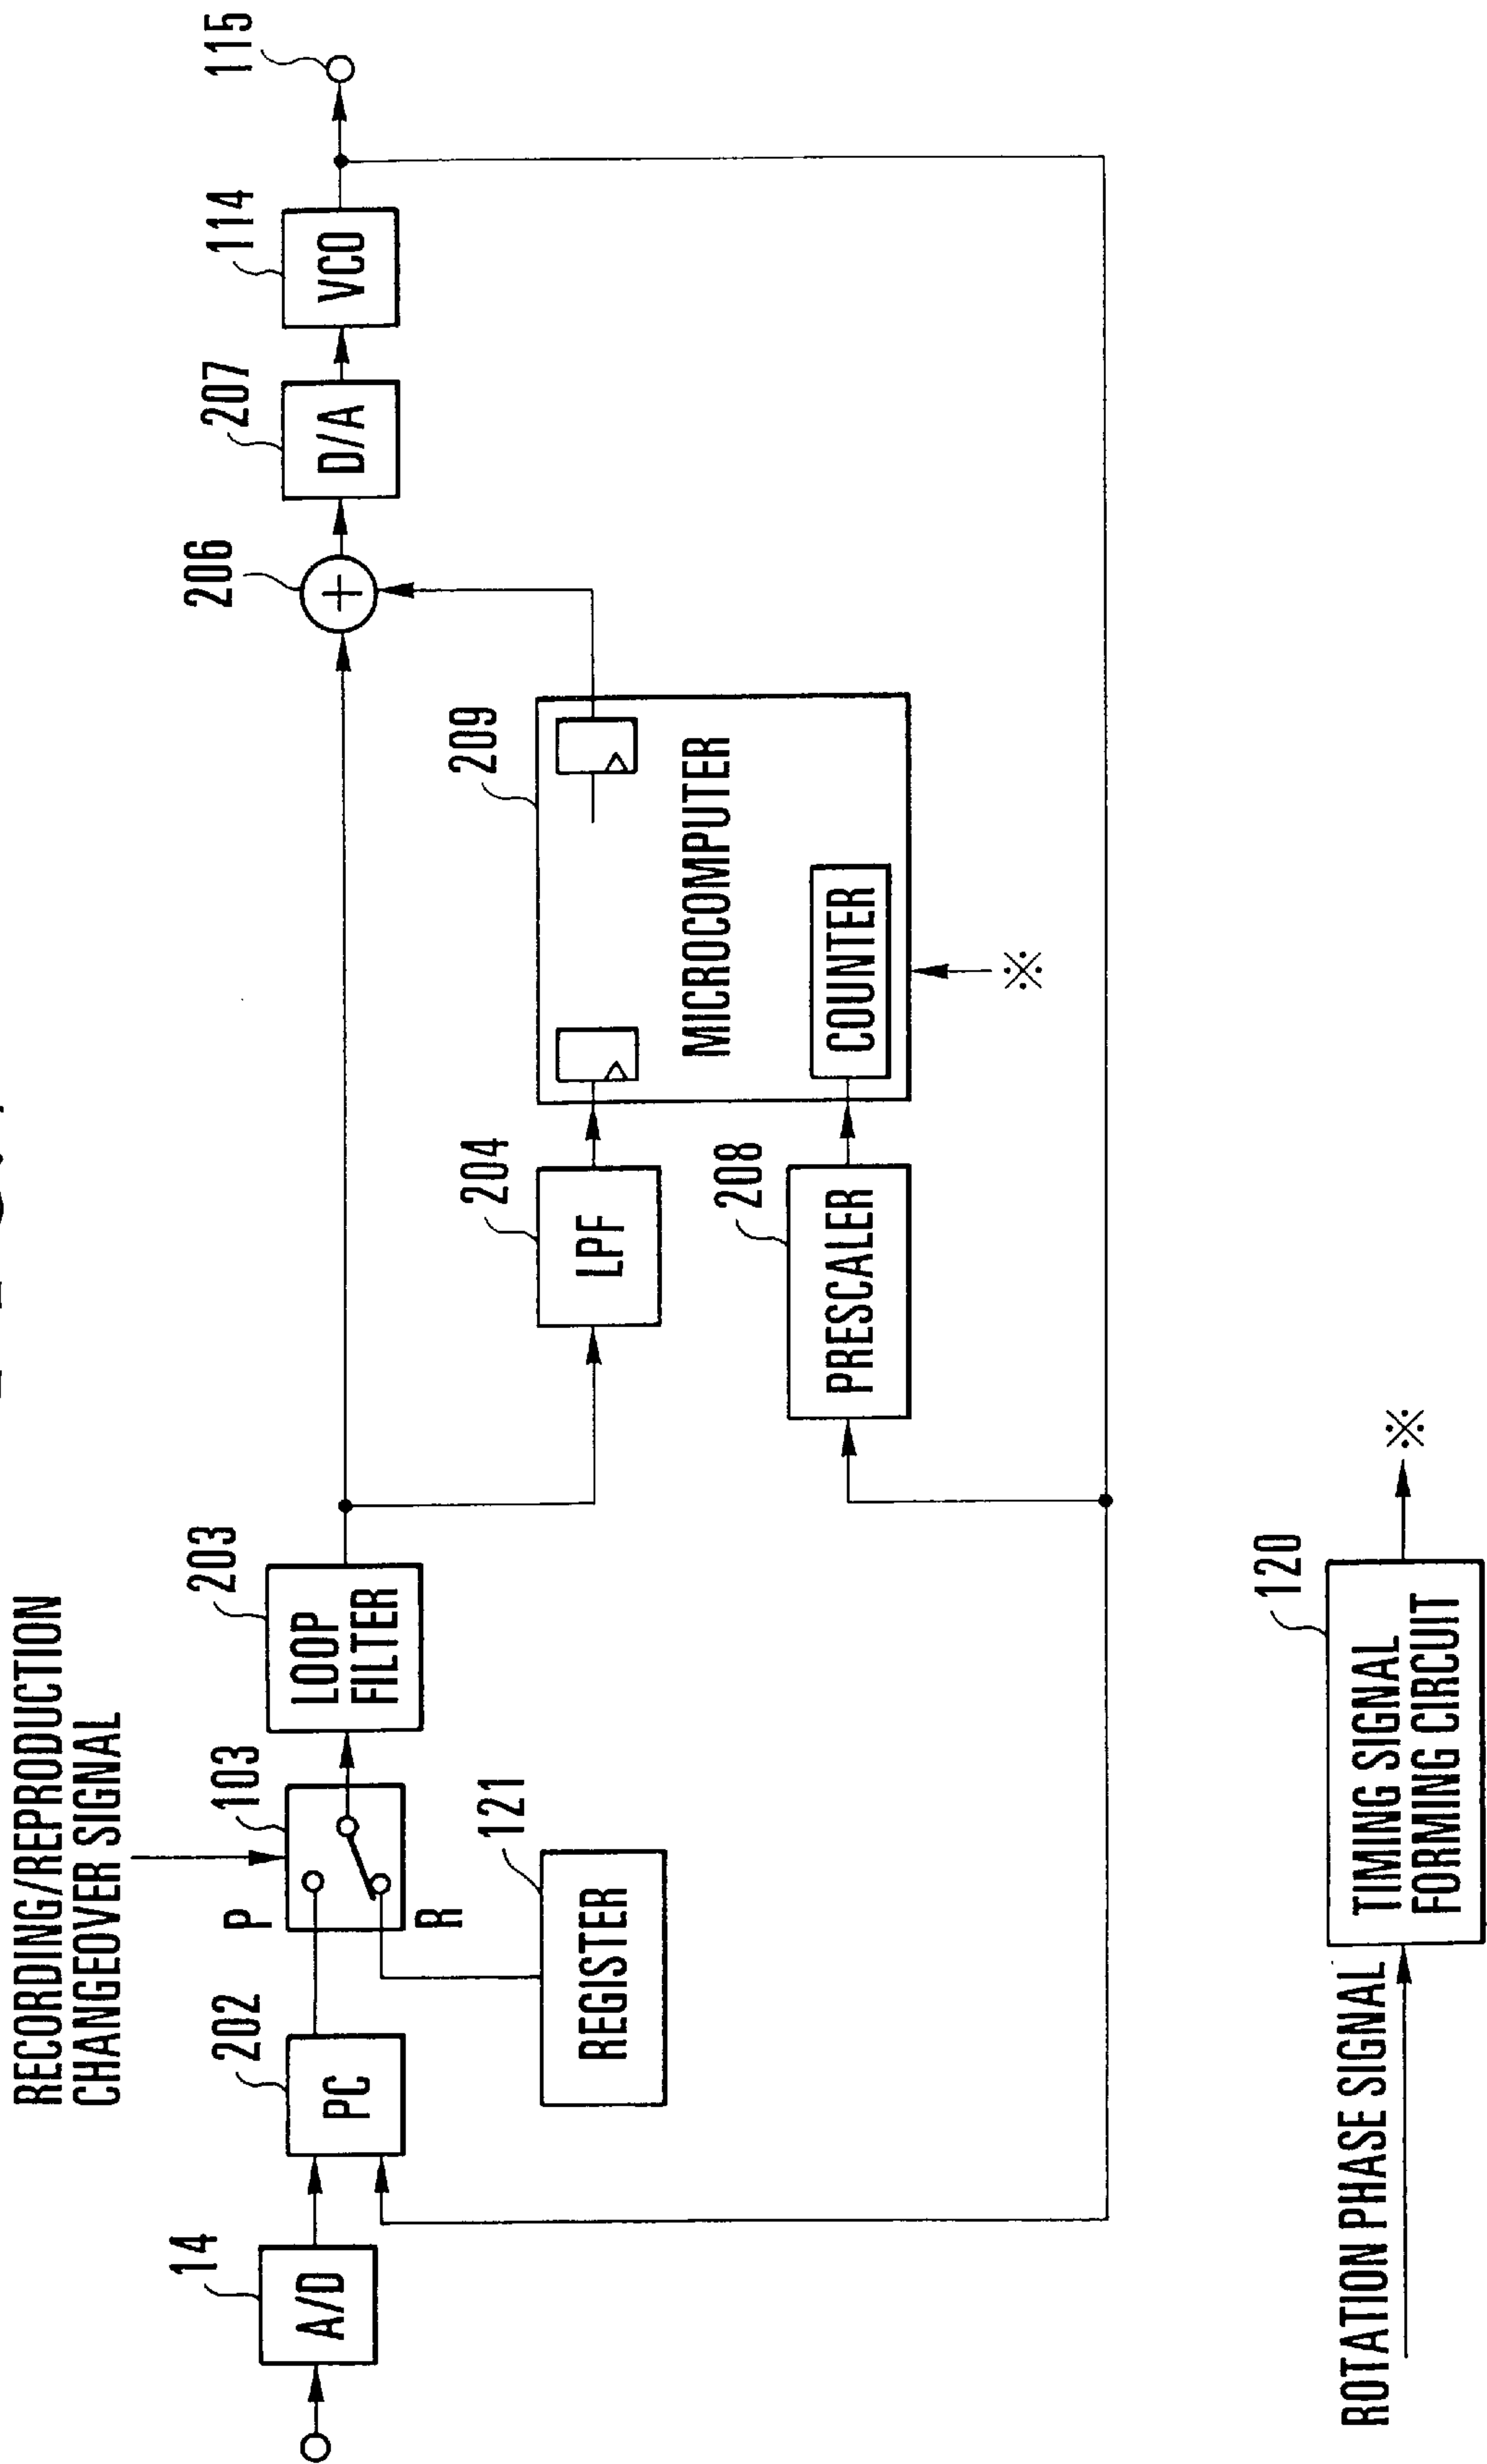 RECORDING/REPRODUCTION
CHANGEOVER SIGNAL
14
A/D
202
PC
P
R
103
121
REGISTER
203
LOOP
FILTER
204
LPF
208
PRESCALER
209
MICROCOMPUTER
COUNTER
※
206
+
207
D/A
114
VCO
115
ROTATION PHASE SIGNAL
120
TIMING SIGNAL
FORMING CIRCUIT
※